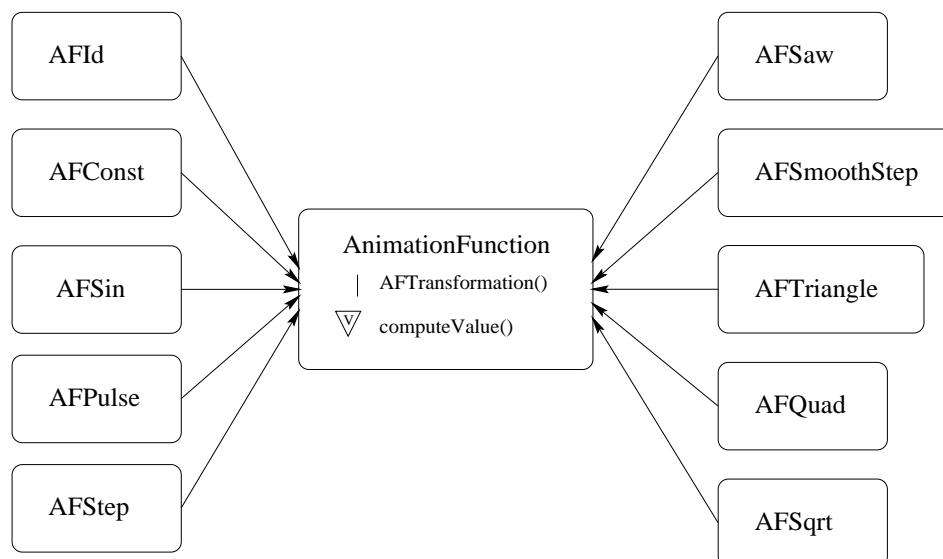 AFId
AFConst
AFSin
AFPulse
AFStep
AnimationFunction
AFTransformation()
V
computeValue()
AFSaw
AFSmoothStep
AFTriangle
AFQuad
AFSqrt